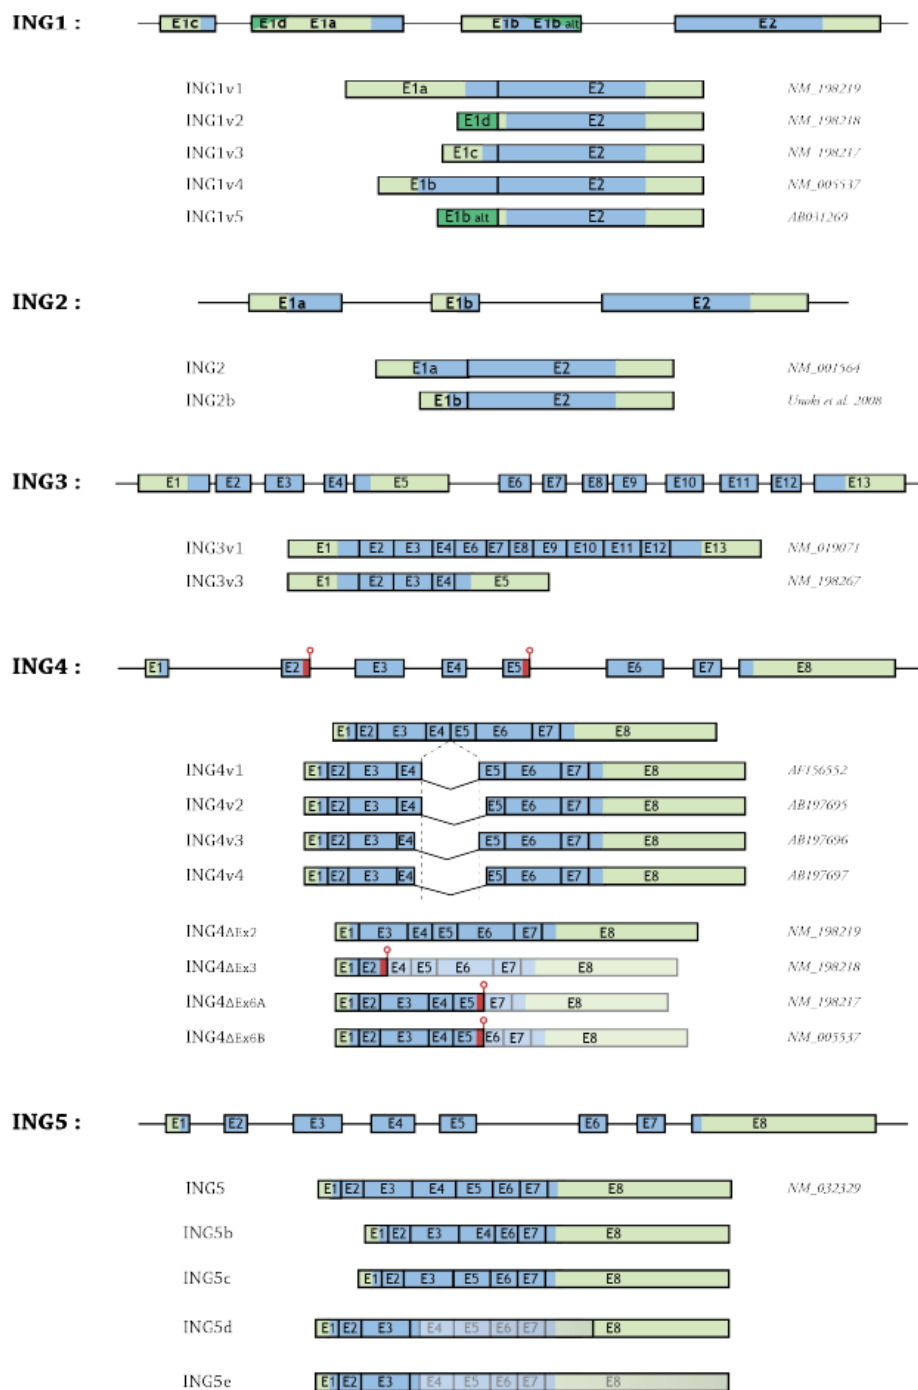 ING1 :
E1c E1d E1a E1b E1b alt E2
ING1v1 E1a E2 NM_198219
ING1v2 E1d E2 NM_198218
ING1v3 E1c E2 NM_198217
ING1v4 E1b E2 NM_005537
ING1v5 E1b alt E2 AB031269
ING2 :
E1a E1b E2
ING2 E1a E2 NM_001564
ING2b E1b E2 Unoki et al. 2008
ING3 :
E1 E2 E3 E4 E5 E6 E7 E8 E9 E10 E11 E12 E13
ING3v1 E1 E2 E3 E4 E6 E7 E8 E9 E10 E11 E12 E13 NM_019071
ING3v3 E1 E2 E3 E4 E5 NM_198267
ING4 :
E1 E2 E3 E4 E5 E6 E7 E8
E1 E2 E3 E4 E5 E6 E7 E8
ING4v1 E1 E2 E3 E4 E5 E6 E7 E8 AF156552
ING4v2 E1 E2 E3 E4 E5 E6 E7 E8 AB197695
ING4v3 E1 E2 E3 E4 E5 E6 E7 E8 AB197696
ING4v4 E1 E2 E3 E4 E5 E6 E7 E8 AB197697
ING4ΔEx2 E1 E3 E4 E5 E6 E7 E8 NM_198219
ING4ΔEx3 E1 E2 E4 E5 E6 E7 E8 NM_198218
ING4ΔEx6A E1 E2 E3 E4 E5 E7 E8 NM_198217
ING4ΔEx6B E1 E2 E3 E4 E5 E6 E7 E8 NM_005537
ING5 :
E1 E2 E3 E4 E5 E6 E7 E8
ING5 E1 E2 E3 E4 E5 E6 E7 E8 NM_032329
ING5b E1 E2 E3 E4 E6 E7 E8
ING5c E1 E2 E3 E5 E6 E7 E8
ING5d E1 E2 E3 E4 E5 E6 E7 E8
ING5e E1 E2 E3 E4 E5 E6 E7 E8